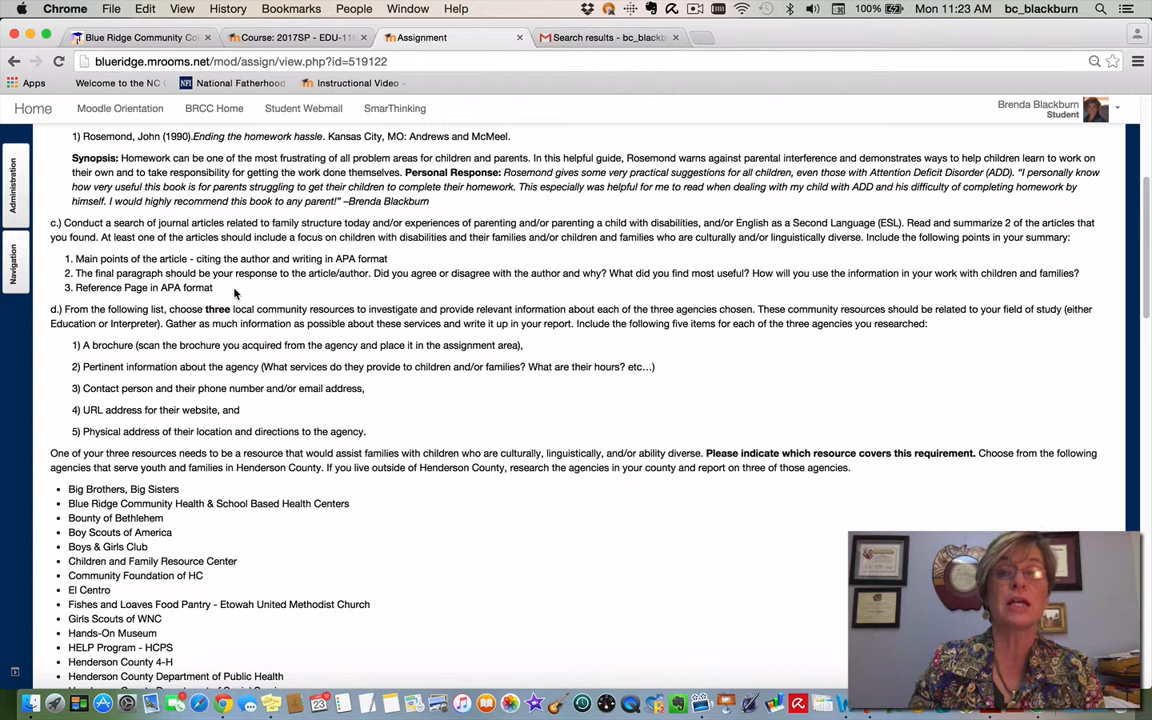 Chrome File Edit View History Bookmarks People Window Help 100% Mon 11:23 AM bc_blackburn
Blue Ridge Community Co Course: 2017SP - EDU-11 Assignment Search results - bc_blackb
blueridge.mrooms.net/mod/assign/view.php?id=519122
Apps Welcome to the NC C National Fatherhood Instructional Video -
Home Moodle Orientation BRCC Home Student Webmail SmarThinking Brenda Blackburn
Student
Administration
Navigation
1) Rosemond, John (1990).Ending the homework hassle. Kansas City, MO: Andrews and McMeel.
Synopsis: Homework can be one of the most frustrating of all problem areas for children and parents. In this helpful guide, Rosemond warns against parental interference and demonstrates ways to help children learn to work on
their own and to take responsibility for getting the work done themselves. Personal Response: Rosemond gives some very practical suggestions for all children, even those with Attention Deficit Disorder (ADD). “I personally know
how very useful this book is for parents struggling to get their children to complete their homework. This especially was helpful for me to read when dealing with my child with ADD and his difficulty of completing homework by
himself. I would highly recommend this book to any parent!” –Brenda Blackburn
c.) Conduct a search of journal articles related to family structure today and/or experiences of parenting and/or parenting a child with disabilities, and/or English as a Second Language (ESL). Read and summarize 2 of the articles that
you found. At least one of the articles should include a focus on children with disabilities and their families and/or children and families who are culturally and/or linguistically diverse. Include the following points in your summary:
1. Main points of the article - citing the author and writing in APA format
2. The final paragraph should be your response to the article/author. Did you agree or disagree with the author and why? What did you find most useful? How will you use the information in your work with children and families?
3. Reference Page in APA format
d.) From the following list, choose three local community resources to investigate and provide relevant information about each of the three agencies chosen. These community resources should be related to your field of study (either
Education or Interpreter). Gather as much information as possible about these services and write it up in your report. Include the following five items for each of the three agencies you researched:
1) A brochure (scan the brochure you acquired from the agency and place it in the assignment area),
2) Pertinent information about the agency (What services do they provide to children and/or families? What are their hours? etc…)
3) Contact person and their phone number and/or email address,
4) URL address for their website, and
5) Physical address of their location and directions to the agency.
One of your three resources needs to be a resource that would assist families with children who are culturally, linguistically, and/or ability diverse. Please indicate which resource covers this requirement. Choose from the following
agencies that serve youth and families in Henderson County. If you live outside of Henderson County, research the agencies in your county and report on three of those agencies.
• Big Brothers, Big Sisters
• Blue Ridge Community Health & School Based Health Centers
• Bounty of Bethlehem
• Boy Scouts of America
• Boys & Girls Club
• Children and Family Resource Center
• Community Foundation of HC
• El Centro
• Fishes and Loaves Food Pantry - Etowah United Methodist Church
• Girls Scouts of WNC
• Hands-On Museum
• HELP Program - HCPS
• Henderson County 4-H
• Henderson County Department of Public Health